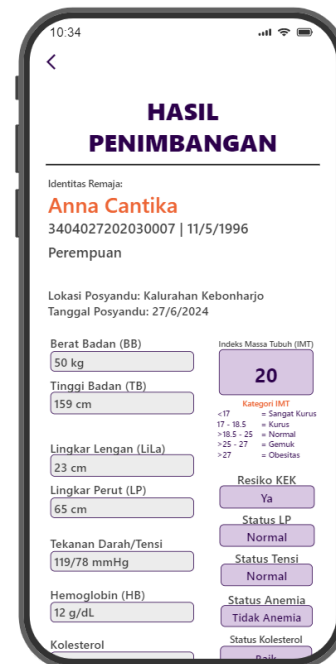 10:34
HASIL
PENIMBANGAN
Identitas Remaja:
Anna Cantika
3404027202030007 | 11/5/1996
Perempuan
Lokasi Posyandu: Kalurahan Kebonharjo
Tanggal Posyandu: 27/6/2024
Berat Badan (BB)
50 kg
Tinggi Badan (TB)
159 cm
Indeks Massa Tubuh (IMT)
20
Kategori IMT
<17 = Sangat Kurus
17 - 18.5 = Kurus
>18.5 - 25 = Normal
>25 - 27 = Gemuk
>27 = Obesitas
Lingkar Lengan (LiLa)
23 cm
Resiko KEK
Ya
Lingkar Perut (LP)
65 cm
Status LP
Normal
Tekanan Darah/Tensi
119/78 mmHg
Status Tensi
Normal
Hemoglobin (HB)
12 g/dL
Status Anemia
Tidak Anemia
Kolesterol
Status Kolesterol
Baik